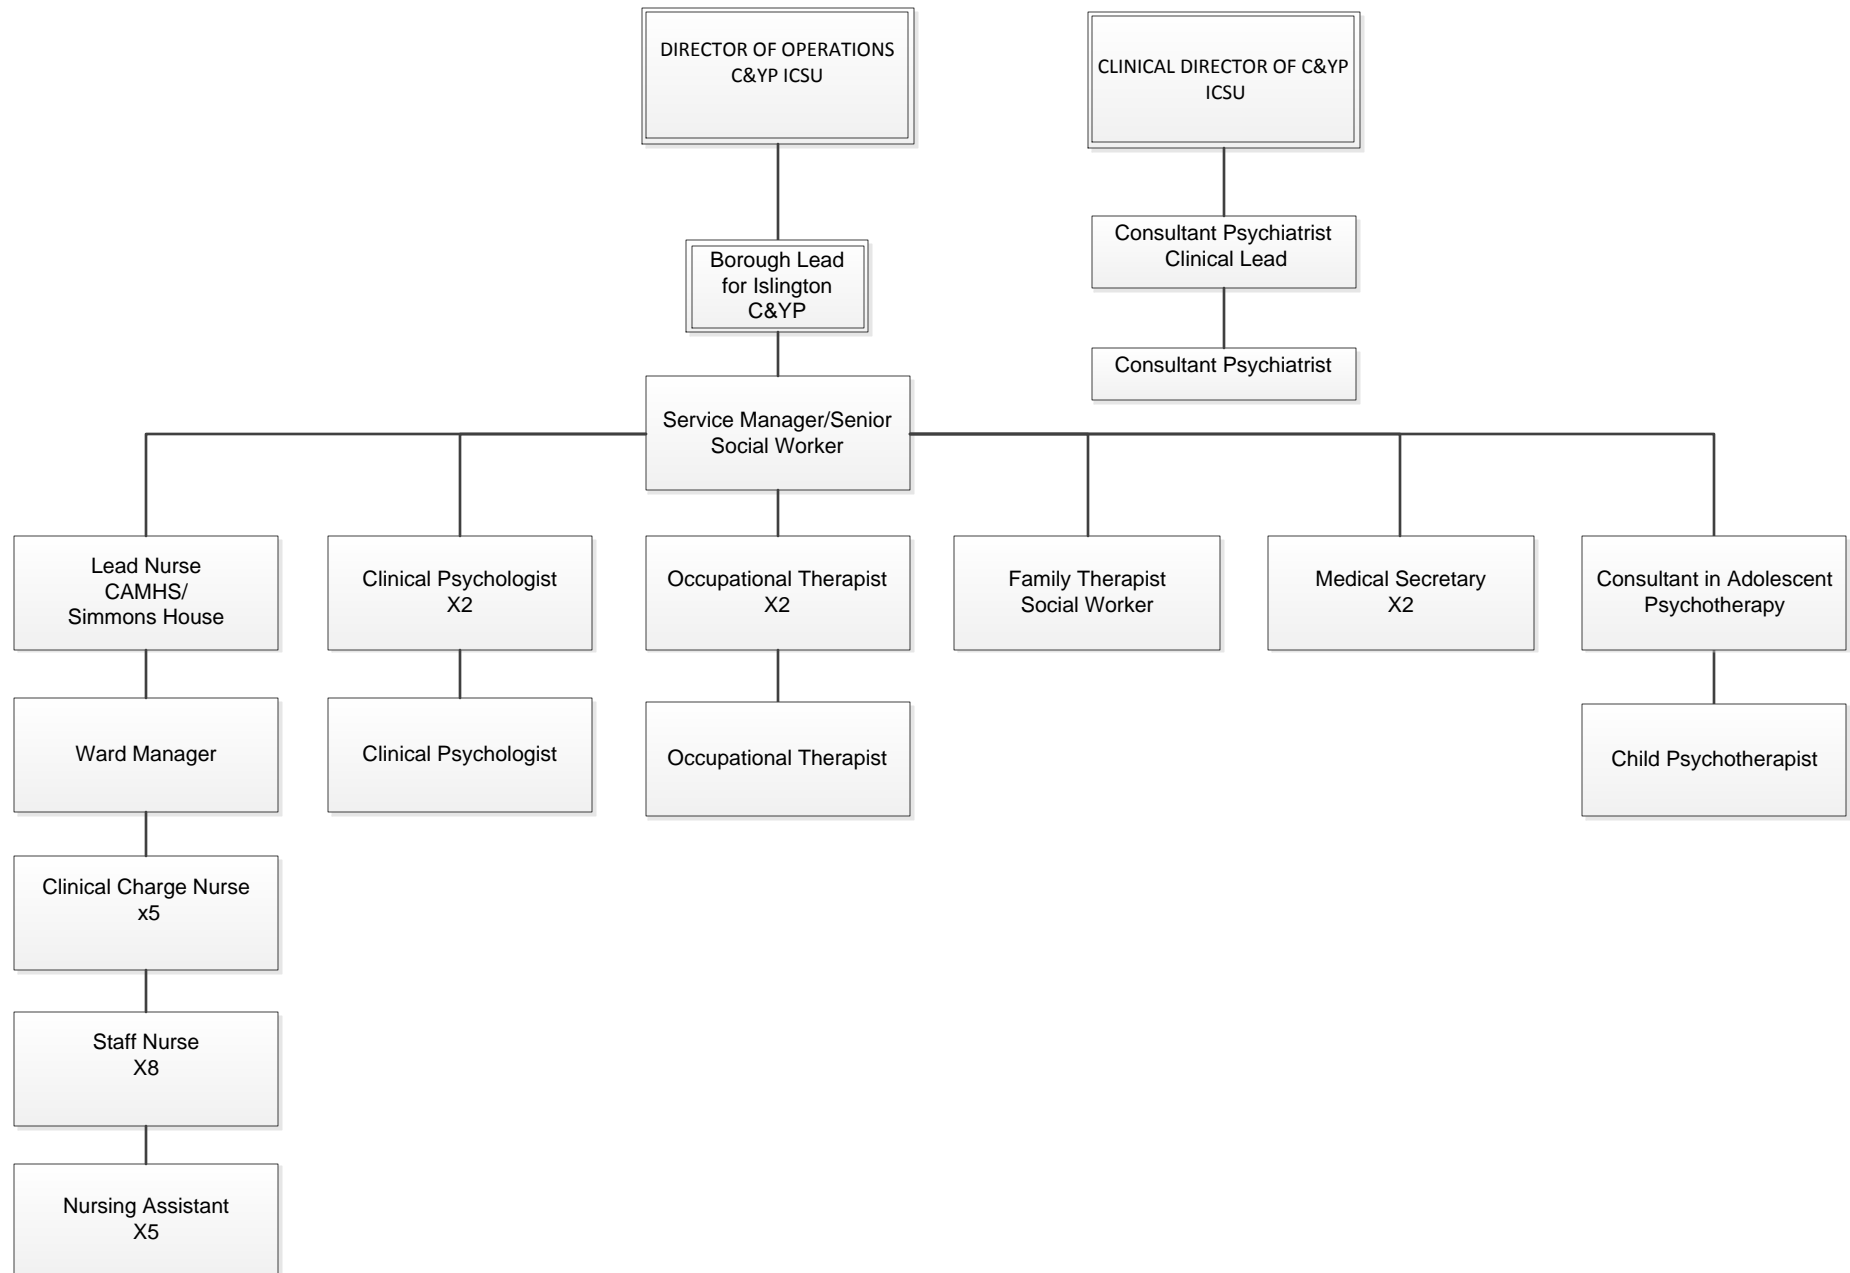 DIRECTOR OF OPERATIONS
C&YP ICSU
CLINICAL DIRECTOR OF C&YP
ICSU
Borough Lead
for Islington
C&YP
Consultant Psychiatrist
Clinical Lead
Consultant Psychiatrist
Service Manager/Senior
Social Worker
Lead Nurse
CAMHS/
Simmons House
Clinical Psychologist
X2
Occupational Therapist
X2
Family Therapist
Social Worker
Medical Secretary
X2
Consultant in Adolescent
Psychotherapy
Ward Manager
Clinical Psychologist
Occupational Therapist
Child Psychotherapist
Clinical Charge Nurse
x5
Staff Nurse
X8
Nursing Assistant
X5